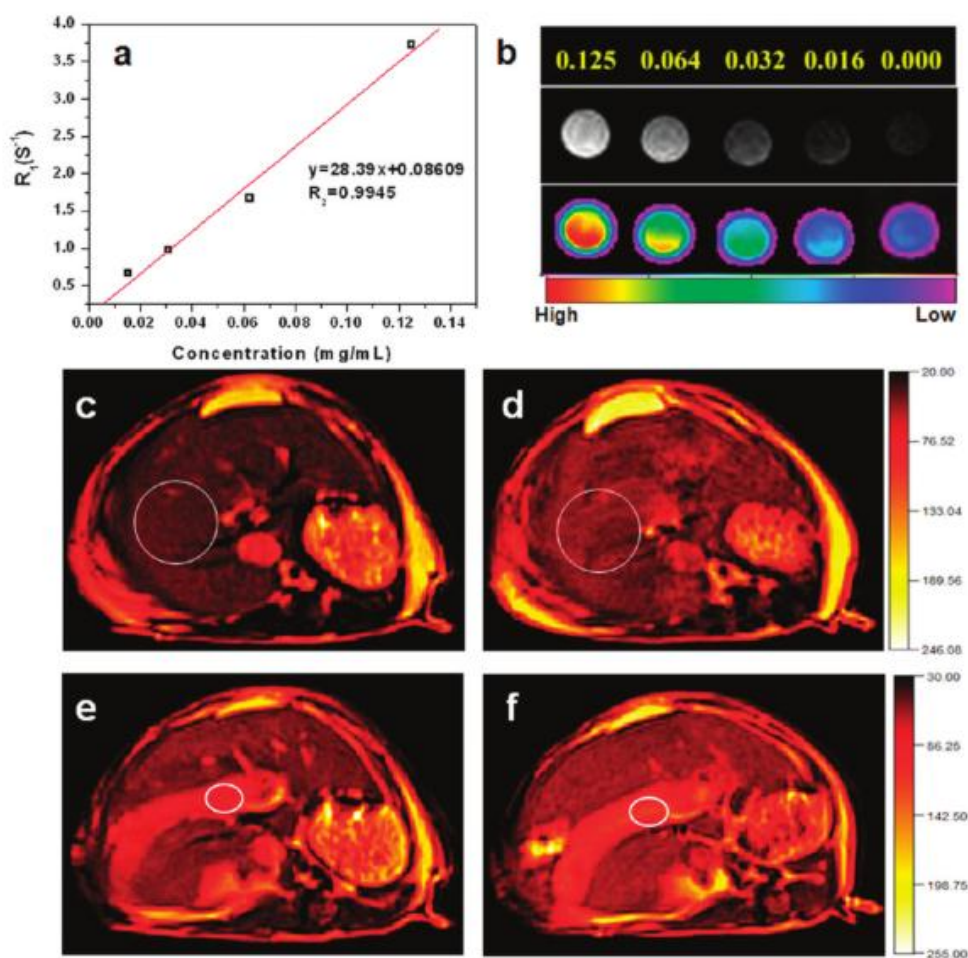 a
4.0
3.5
3.0
2.5
2.0
1.5
1.0
0.5
R₁(S⁻¹)
y=28.39x+0.08609
R₂=0.9945
0.00 0.02 0.04 0.06 0.08 0.10 0.12 0.14
Concentration (mg/mL)
b
0.125 0.064 0.032 0.016 0.000
High Low
c
d
20.00
76.52
133.04
189.56
246.08
e
f
30.00
86.25
142.50
198.75
255.00